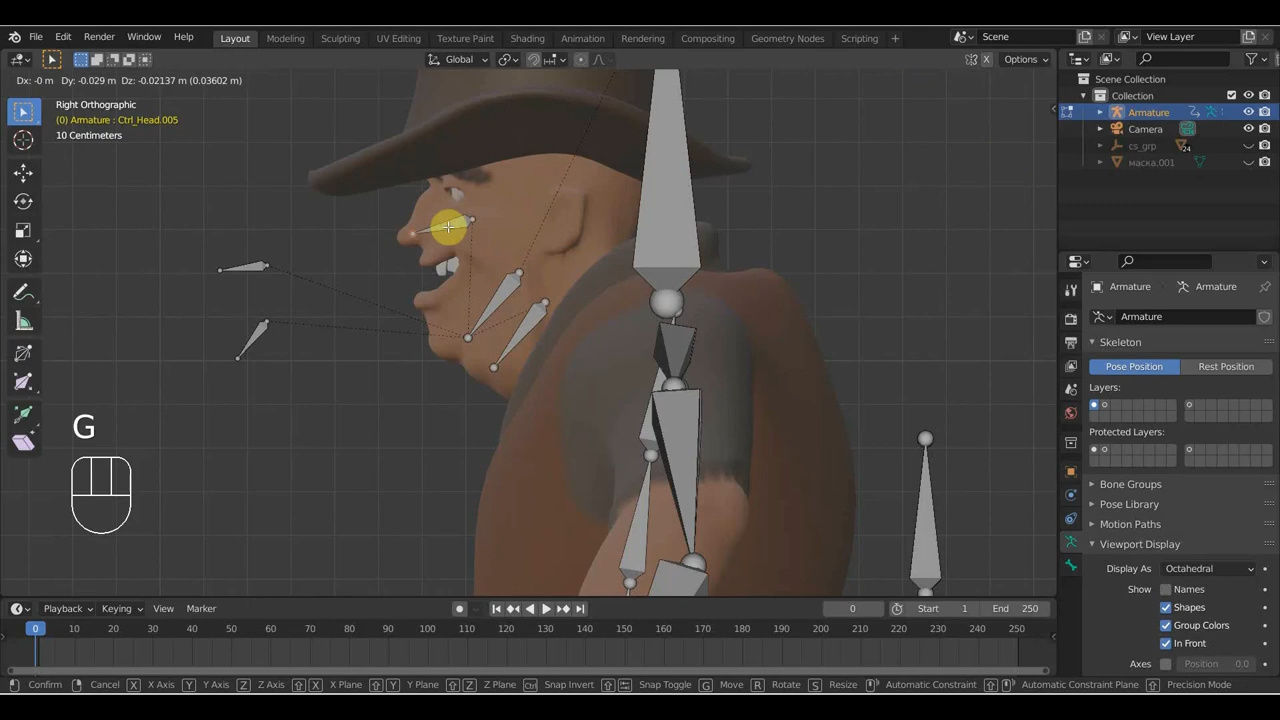 File Edit Render Window Help Layout Modeling Sculpting UV Editing Texture Paint Shading Animation Rendering Compositing Geometry Nodes Scripting + Scene View Layer
Global X Options
Dx: -0 m Dy: -0.029 m Dz: -0.02137 m (0.03602 m)
Right Orthographic
(0) Armature : Ctrl_Head.005
10 Centimeters
G
Scene Collection
Collection
Armature
Camera
cs_grp 24
маска.001
Armature Armature
Armature
Skeleton
Pose Position Rest Position
Layers:
Protected Layers:
Bone Groups
Pose Library
Motion Paths
Viewport Display
Display As Octahedral
Show Names
Shapes
Group Colors
In Front
Axes Position 0.0
Playback Keying View Marker 0 Start 1 End 250
0 10 20 30 40 50 60 70 80 90 100 110 120 130 140 150 160 170 180 190 200 210 220 230 240 250
Confirm Cancel X X Axis Y Y Axis Z Z Axis X X Plane Y Y Plane Z Z Plane Ctrl Snap Invert Snap Toggle G Move R Rotate S Resize Automatic Constraint Automatic Constraint Plane Precision Mode